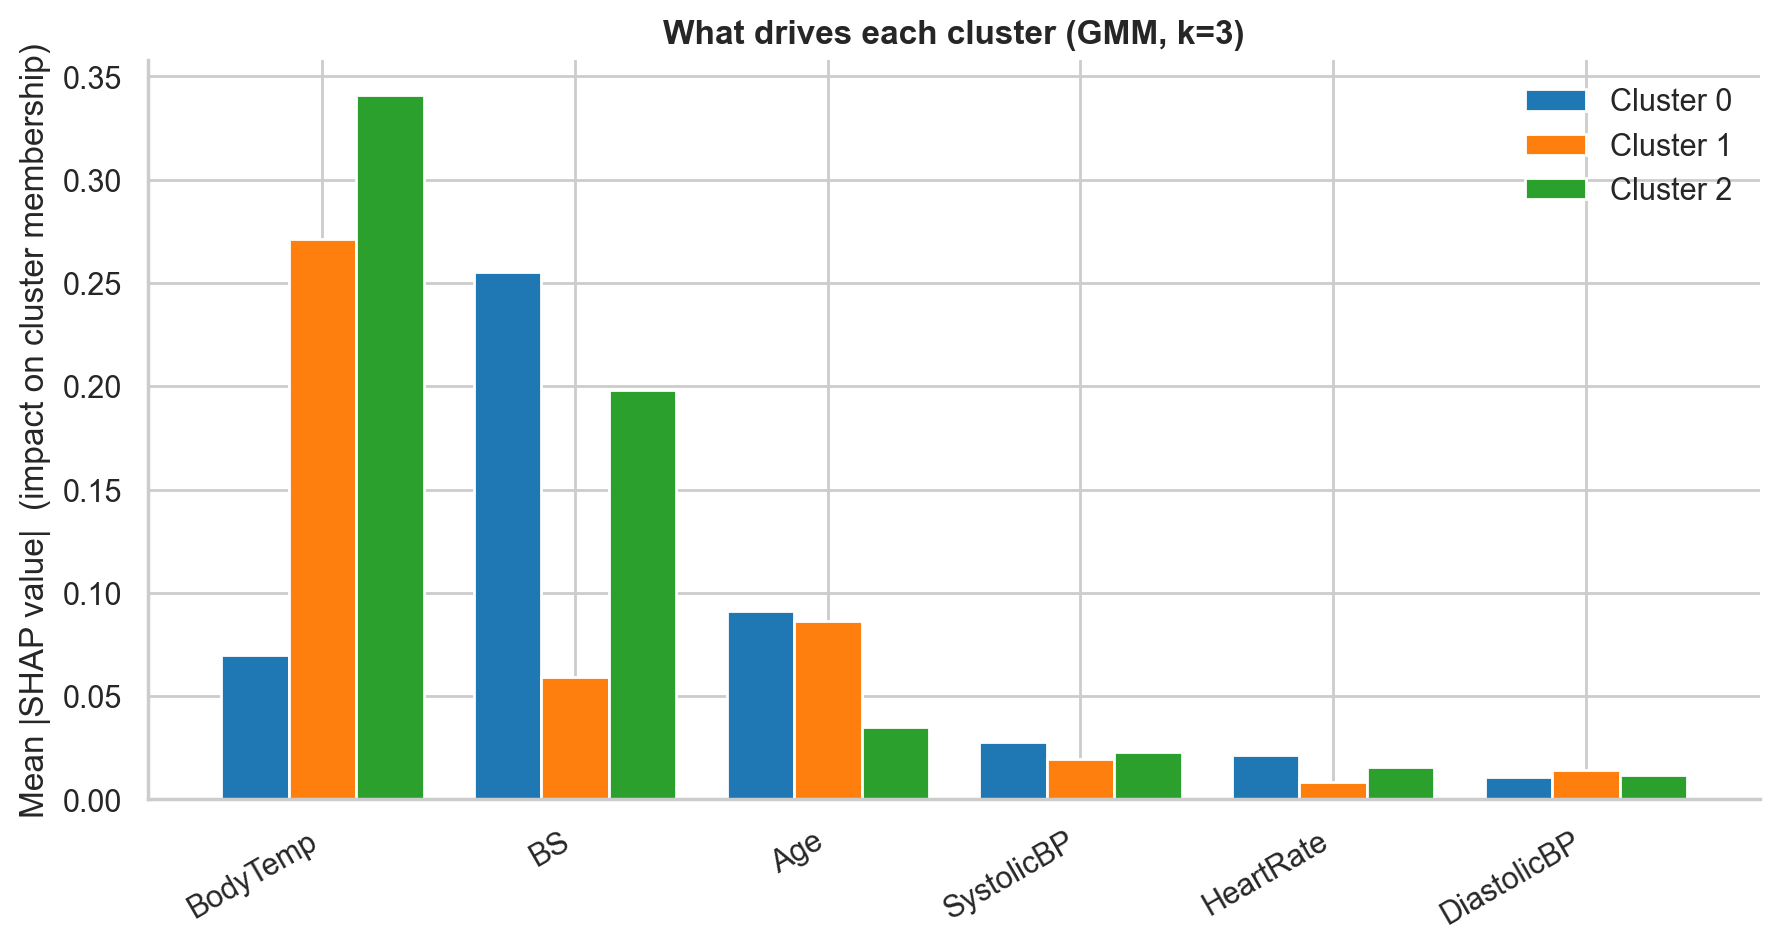 What drives each cluster (GMM, k=3)
Mean |SHAP value|  (impact on cluster membership)
0.35
0.30
0.25
0.20
0.15
0.10
0.05
0.00
Cluster 0
Cluster 1
Cluster 2
BodyTemp
BS
Age
SystolicBP
HeartRate
DiastolicBP